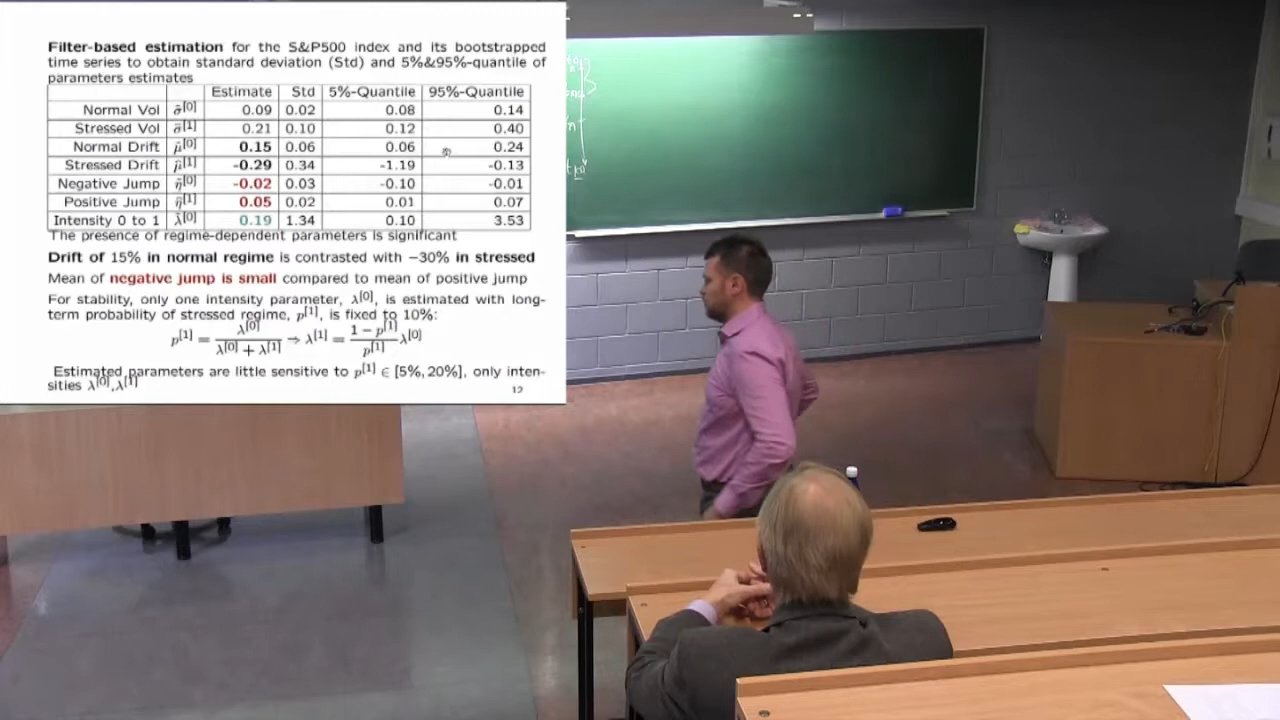 Filter-based estimation for the S&P500 index and its bootstrapped
time series to obtain standard deviation (Std) and 5%&95%-quantile of
parameters estimates
Estimate Std 5%-Quantile 95%-Quantile
Normal Vol σ̄[0] 0.09 0.02 0.08 0.14
Stressed Vol σ̄[1] 0.21 0.10 0.12 0.40
Normal Drift μ̄[0] 0.15 0.06 0.06 0.24
Stressed Drift μ̄[1] -0.29 0.34 -1.19 -0.13
Negative Jump η̄[0] -0.02 0.03 -0.10 -0.01
Positive Jump η̄[1] 0.05 0.02 0.01 0.07
Intensity 0 to 1 λ̄[0] 0.19 1.34 0.10 3.53
The presence of regime-dependent parameters is significant
Drift of 15% in normal regime is contrasted with −30% in stressed
Mean of negative jump is small compared to mean of positive jump
For stability, only one intensity parameter, λ[0], is estimated with long-
term probability of stressed regime, p[1], is fixed to 10%:
p[1] = λ[0] / (λ[0] + λ[1]) → λ[1] = (1 − p[1]) / p[1] λ[0]
Estimated parameters are little sensitive to p[1] ∈ [5%, 20%], only inten-
sities λ[0], λ[1]
12